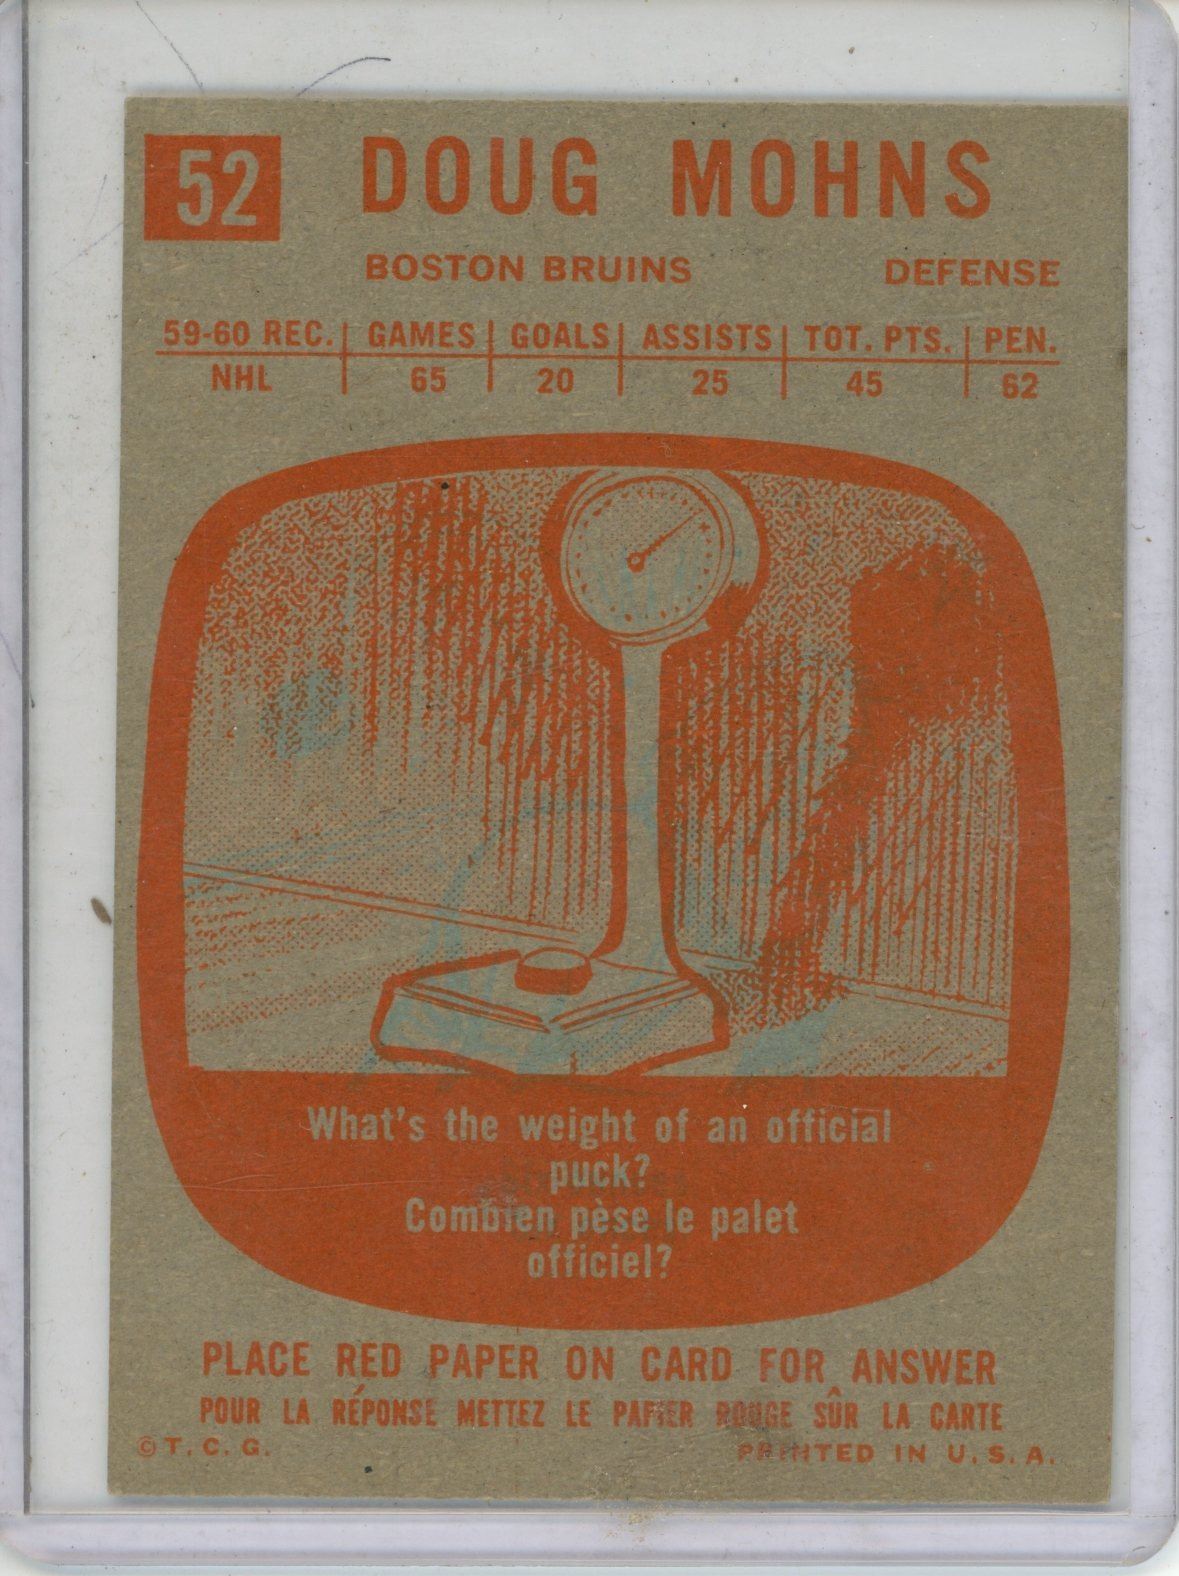 52 DOUG MOHNS
BOSTON BRUINS DEFENSE
59-60 REC. GAMES GOALS ASSISTS TOT. PTS. PEN.
NHL 65 20 25 45 62
What's the weight of an official
puck?
Combien pèse le palet
officiel?
PLACE RED PAPER ON CARD FOR ANSWER
POUR LA RÉPONSE METTEZ LE PAPIER ROUGE SÛR LA CARTE
© T. C. G. PRINTED IN U. S. A.